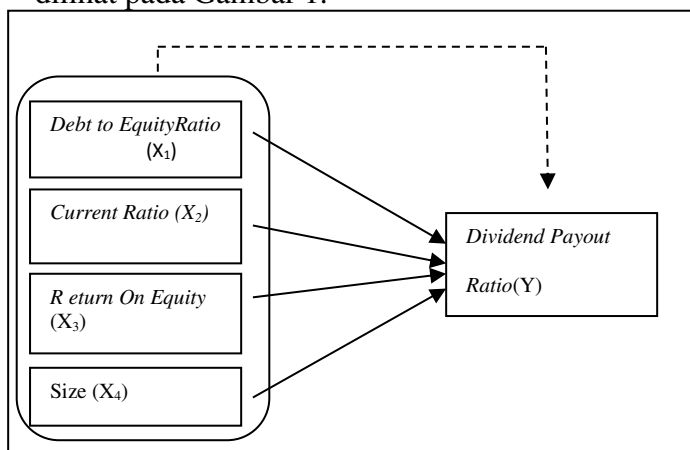 dilihat pada Gambar 1.
Debt to EquityRatio
(X₁)
Current Ratio (X₂)
R eturn On Equity
(X₃)
Size (X₄)
Dividend Payout
Ratio(Y)